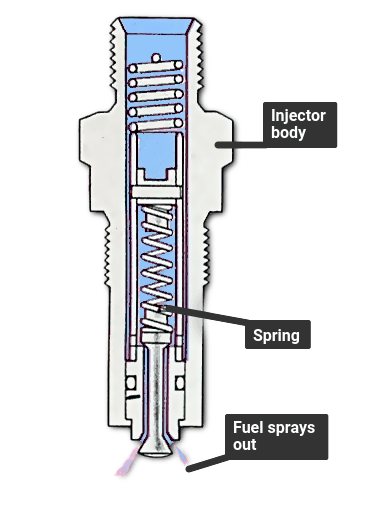 Injector
body
Spring
Fuel sprays
out